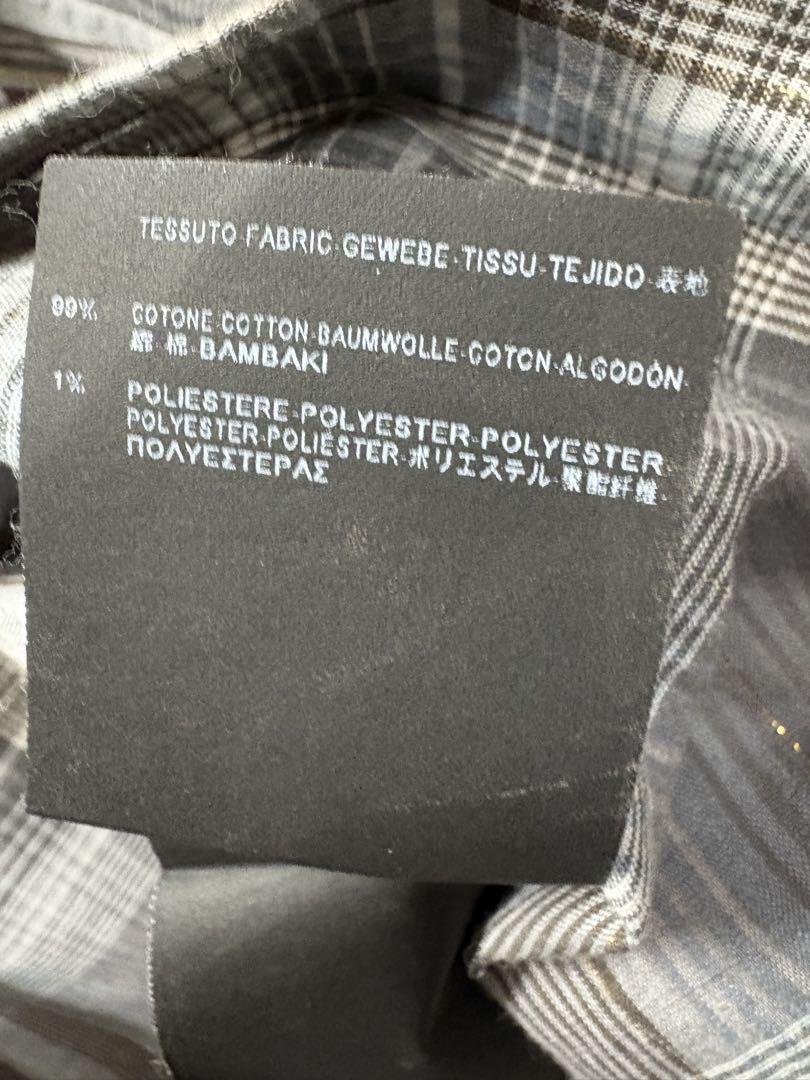 TESSUTO-FABRIC-GEWEBE-TISSU-TEJIDO-表地
99% COTONE-COTTON-BAUMWOLLE-COTON-ALGODÓN-
綿-棉-BAMBAKI
1% POLIESTERE-POLYESTER-POLYESTER
POLYESTER-POLIÉSTER-ポリエステル-聚酯纤维-
ΠΟΛΥΕΣΤΕΡΑΣ